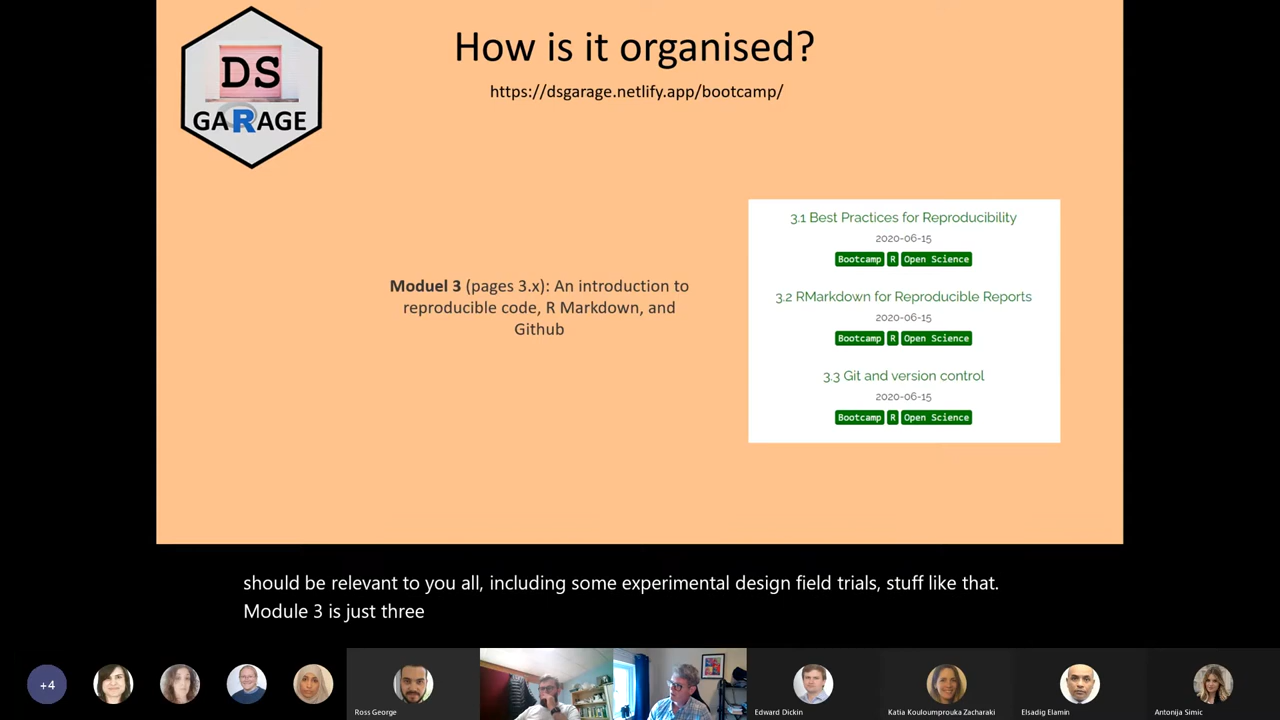 DS
GARAGE
How is it organised?
https://dsgarage.netlify.app/bootcamp/
Moduel 3 (pages 3.x): An introduction to
reproducible code, R Markdown, and
Github
3.1 Best Practices for Reproducibility
2020-06-15
Bootcamp R Open Science
3.2 RMarkdown for Reproducible Reports
2020-06-15
Bootcamp R Open Science
3.3 Git and version control
2020-06-15
Bootcamp R Open Science
should be relevant to you all, including some experimental design field trials, stuff like that.
Module 3 is just three
+4
Ross George
Edward Dickin
Katia Kouloumprouka Zacharaki
Elsadig Elamin
Antonija Simic